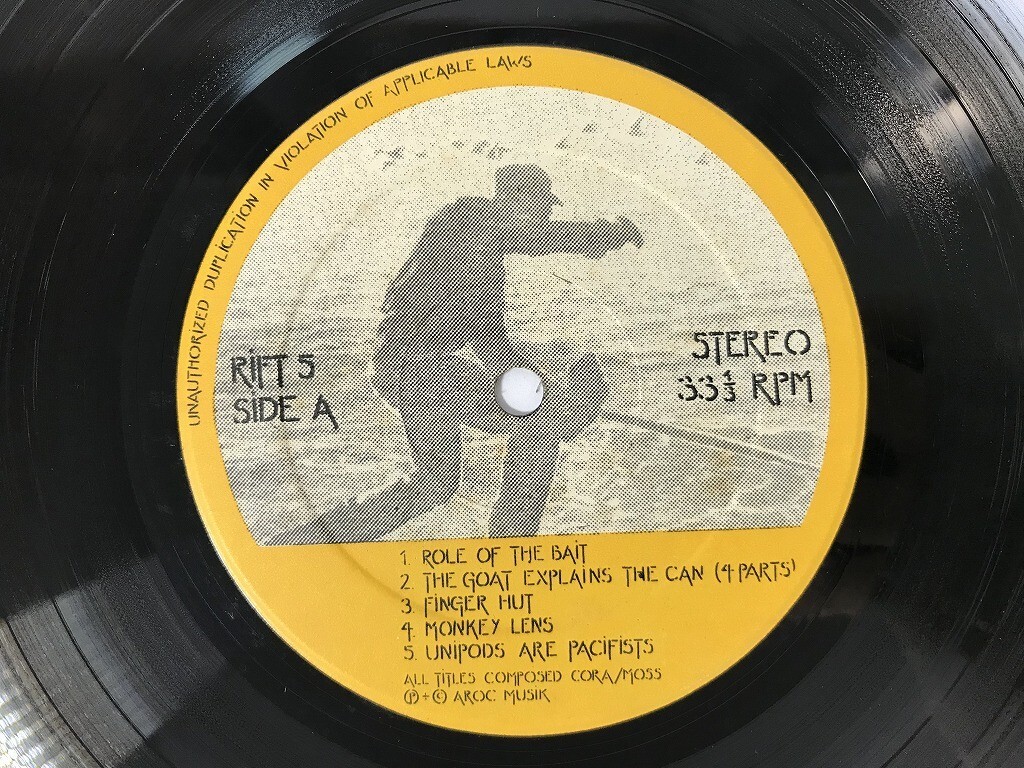 UNAUTHORIZED DUPLICATION IN VIOLATION OF APPLICABLE LAWS
RIFT 5
SIDE A
STEREO
33⅓ RPM
1. ROLE OF THE BAIT
2. THE GOAT EXPLAINS THE CAN (4 PARTS)
3. FINGER HUT
4. MONKEY LENS
5. UNIPODS ARE PACIFISTS
ALL TITLES COMPOSED CORA/MOSS
℗ + © AROC MUSIK